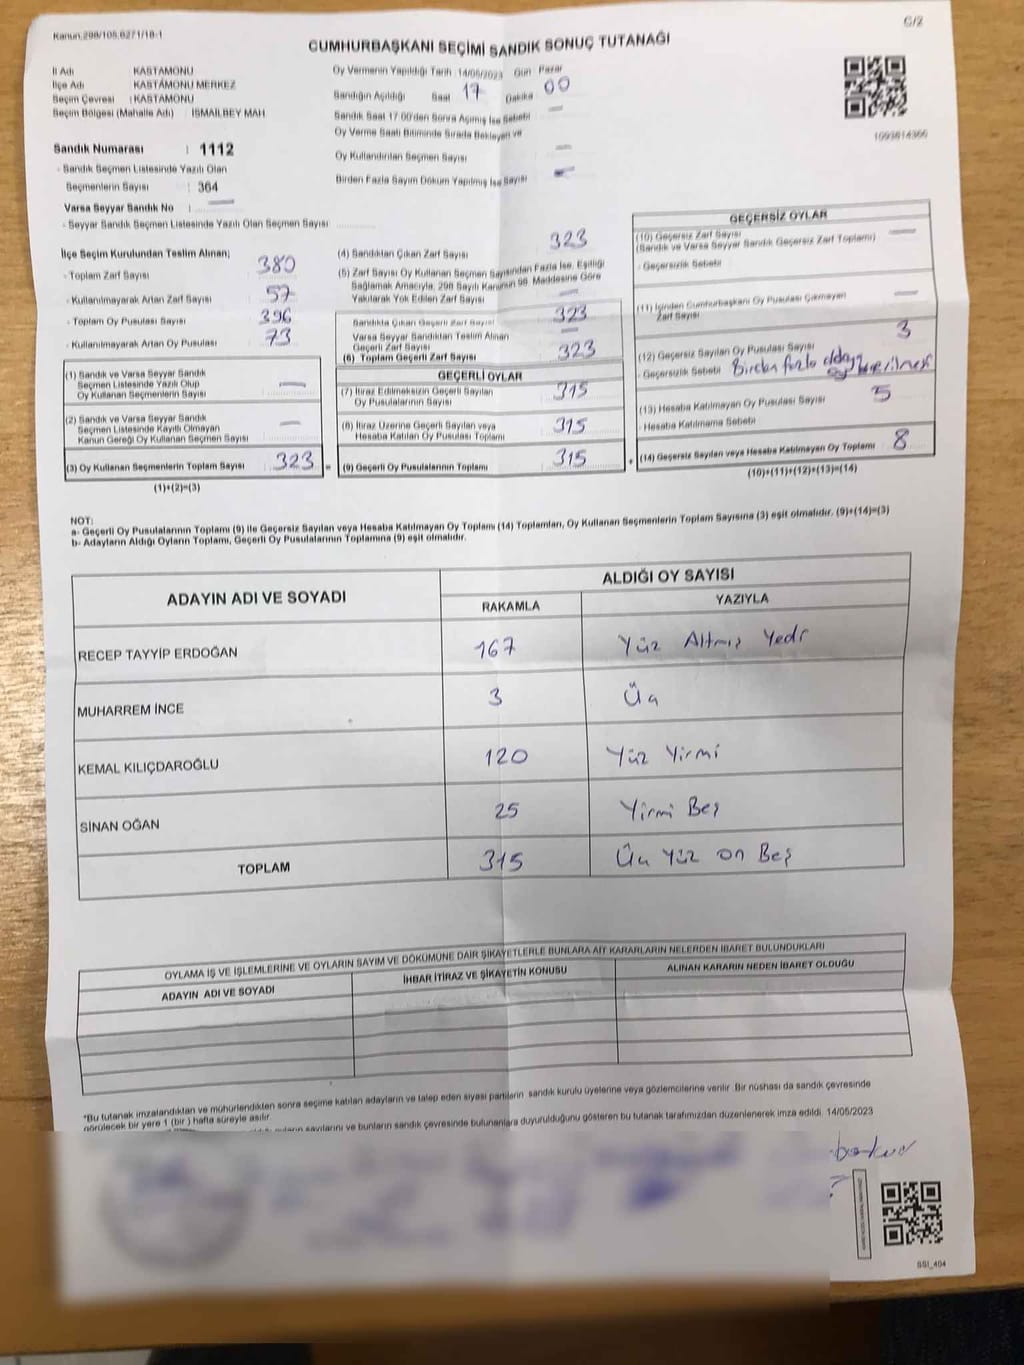 Kanun:298/105,6271/18-1
C/2
CUMHURBAŞKANI SEÇİMİ SANDIK SONUÇ TUTANAĞI
İl Adı KASTAMONU
İlçe Adı KASTAMONU MERKEZ
Seçim Çevresi : KASTAMONU
Seçim Bölgesi (Mahalle Adı) İSMAİLBEY MAH.
Oy Vermenin Yapıldığı Tarih :14/05/2023 Gün : Pazar
Sandığın Açıldığı Saat 17 Dakika 00
Sandık Saat 17.00'den Sonra Açılmış İse Sebebi : —
Oy Verme Saati Bitiminde Sırada Bekleyen ve
Oy Kullandırılan Seçmen Sayısı —
Birden Fazla Sayım Döküm Yapılmış İse Sayısı —
Sandık Numarası : 1112
- Sandık Seçmen Listesinde Yazılı Olan
Seçmenlerin Sayısı : 364
Varsa Seyyar Sandık No : —
- Seyyar Sandık Seçmen Listesinde Yazılı Olan Seçmen Sayısı
İlçe Seçim Kurulundan Teslim Alınan;
- Toplam Zarf Sayısı 380
- Kullanılmayarak Artan Zarf Sayısı 57
- Toplam Oy Pusulası Sayısı 396
- Kullanılmayarak Artan Oy Pusulası 73
(1) Sandık ve Varsa Seyyar Sandık
Seçmen Listesinde Yazılı Olup
Oy Kullanan Seçmenlerin Sayısı —
(2) Sandık ve Varsa Seyyar Sandık
Seçmen Listesinde Kayıtlı Olmayan
Kanun Gereği Oy Kullanan Seçmen Sayısı —
(3) Oy Kullanan Seçmenlerin Toplam Sayısı 323
(1)+(2)=(3)
(4) Sandıktan Çıkan Zarf Sayısı 323
(5) Zarf Sayısı Oy Kullanan Seçmen Sayısından Fazla İse, Eşitliği
Sağlamak Amacıyla, 298 Sayılı Kanunun 98. Maddesine Göre
Yakılarak Yok Edilen Zarf Sayısı —
Sandıkta Çıkan Geçerli Zarf Sayısı 323
Varsa Seyyar Sandıktan Teslim Alınan
Geçerli Zarf Sayısı —
(6) Toplam Geçerli Zarf Sayısı 323
GEÇERLİ OYLAR
(7) İtiraz Edilmeksizin Geçerli Sayılan
Oy Pusulalarının Sayısı 315
(8) İtiraz Üzerine Geçerli Sayılan veya
Hesaba Katılan Oy Pusulası Toplamı 315
= (9) Geçerli Oy Pusulalarının Toplamı 315
GEÇERSİZ OYLAR
(10) Geçersiz Zarf Sayısı
(Sandık ve Varsa Seyyar Sandık Geçersiz Zarf Toplamı) —
- Geçersizlik Sebebi
(11) İçinden Cumhurbaşkanı Oy Pusulası Çıkmayan
Zarf Sayısı —
(12) Geçersiz Sayılan Oy Pusulası Sayısı 3
- Geçersizlik Sebebi Birden fazla aday oy verilmesi
(13) Hesaba Katılmayan Oy Pusulası Sayısı 5
- Hesaba Katılmama Sebebi
+ (14) Geçersiz Sayılan veya Hesaba Katılmayan Oy Toplamı 8
(10)+(11)+(12)+(13)=(14)
NOT:
a- Geçerli Oy Pusulalarının Toplamı (9) ile Geçersiz Sayılan veya Hesaba Katılmayan Oy Toplamı (14) Toplamları, Oy Kullanan Seçmenlerin Toplam Sayısına (3) eşit olmalıdır. (9)+(14)=(3)
b- Adayların Aldığı Oyların Toplamı, Geçerli Oy Pusulalarının Toplamına (9) eşit olmalıdır.
ADAYIN ADI VE SOYADI ALDIĞI OY SAYISI
RAKAMLA YAZIYLA
RECEP TAYYİP ERDOĞAN 167 Yüz Altmış Yedi
MUHARREM İNCE 3 Üç
KEMAL KILIÇDAROĞLU 120 Yüz Yirmi
SİNAN OĞAN 25 Yirmi Beş
TOPLAM 315 Üç Yüz on Beş
OYLAMA İŞ VE İŞLEMLERİNE VE OYLARIN SAYIM VE DÖKÜMÜNE DAİR ŞİKAYETLERLE BUNLARA AİT KARARLARIN NELERDEN İBARET BULUNDUKLARI
ADAYIN ADI VE SOYADI İHBAR İTİRAZ VE ŞİKAYETİN KONUSU ALINAN KARARIN NEDEN İBARET OLDUĞU
*Bu tutanak imzalandıktan ve mühürlendikten sonra seçime katılan adayların ve talep eden siyasi partilerin sandık kurulu üyelerine veya gözlemcilerine verilir. Bir nüshası da sandık çevresinde
görülecek bir yere 1 (bir ) hafta süreyle asılır.
sayılarını ve bunların sandık çevresinde bulunanlara duyurulduğunu gösteren bu tutanak tarafımızdan düzenlenerek imza edildi. 14/05/2023
SSI_404